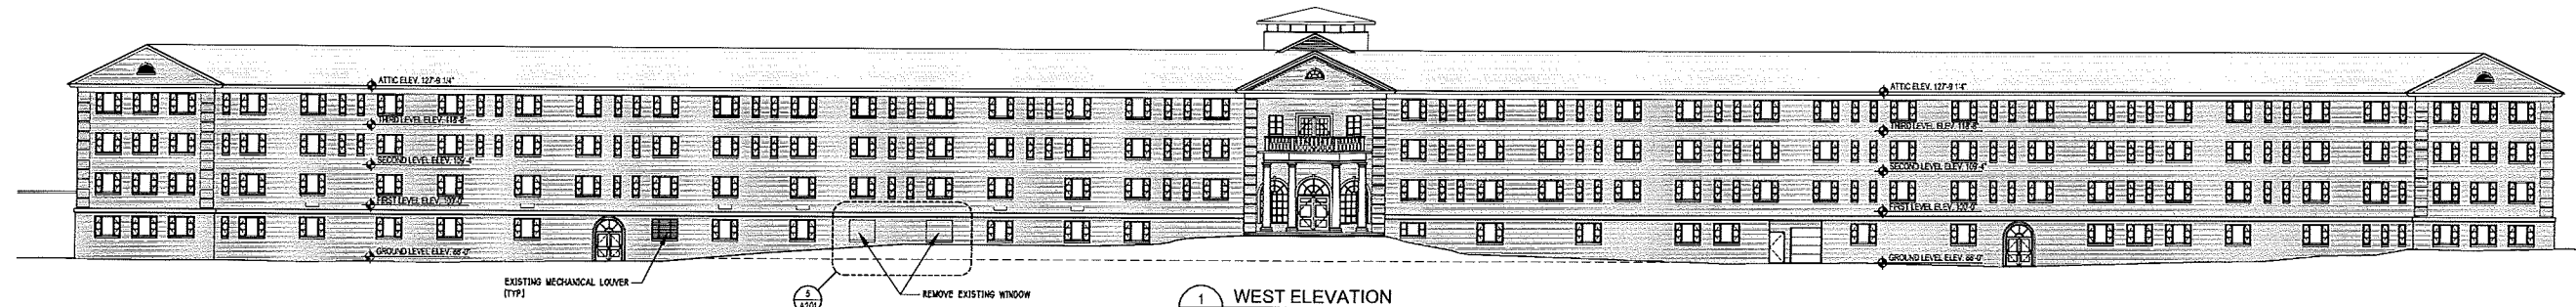 ATTIC ELEV. 127'-9 1/4"
ATTIC ELEV. 127'-9 1/4"
THIRD LEVEL ELEV. 118'-8"
THIRD LEVEL ELEV. 118'-8"
SECOND LEVEL ELEV. 109'-4"
SECOND LEVEL ELEV. 109'-4"
FIRST LEVEL ELEV. 100'-0"
FIRST LEVEL ELEV. 100'-0"
GROUND LEVEL ELEV. 88'-0"
GROUND LEVEL ELEV. 88'-0"
EXISTING MECHANICAL LOUVER
(TYP.)
5
A201
REMOVE EXISTING WINDOW
1
WEST ELEVATION